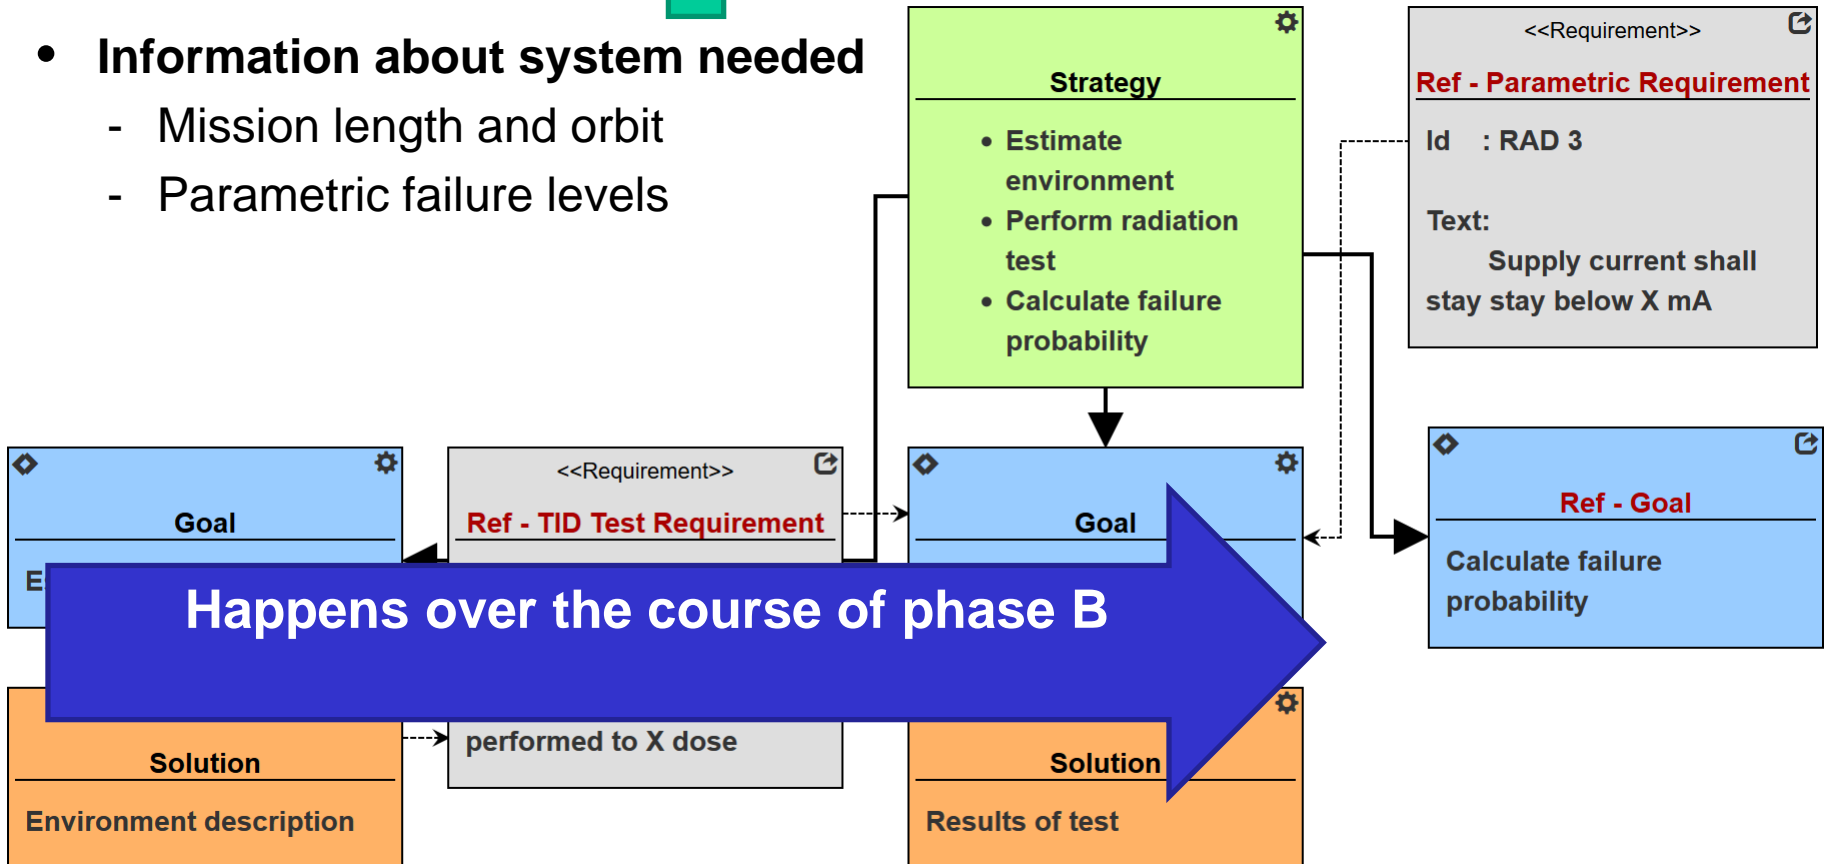 • Information about system needed
- Mission length and orbit
- Parametric failure levels
Strategy
• Estimate
environment
• Perform radiation
test
• Calculate failure
probability
<<Requirement>>
Ref - Parametric Requirement
Id : RAD 3
Text:
Supply current shall
stay stay below X mA
Goal
<<Requirement>>
Ref - TID Test Requirement
Goal
Ref - Goal
Calculate failure
probability
Happens over the course of phase B
performed to X dose
Solution
Environment description
Solution
Results of test